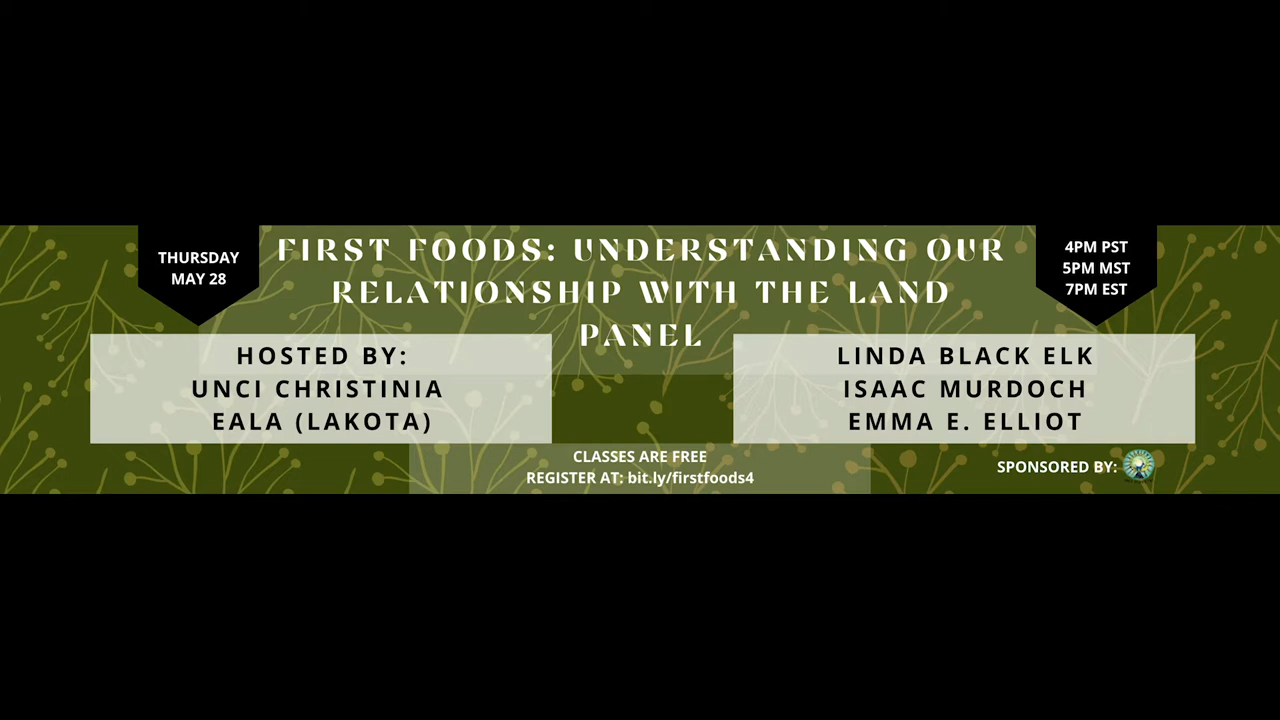 THURSDAY
MAY 28
FIRST FOODS: UNDERSTANDING OUR
RELATIONSHIP WITH THE LAND
PANEL
4PM PST
5PM MST
7PM EST
HOSTED BY:
UNCI CHRISTINIA
EALA (LAKOTA)
LINDA BLACK ELK
ISAAC MURDOCH
EMMA E. ELLIOT
CLASSES ARE FREE
REGISTER AT: bit.ly/firstfoods4
SPONSORED BY: